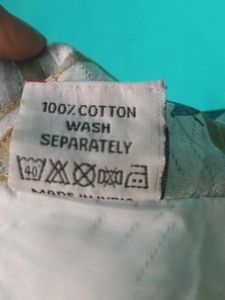 100% COTTON
WASH
SEPARATELY
40
MADE IN INDIA